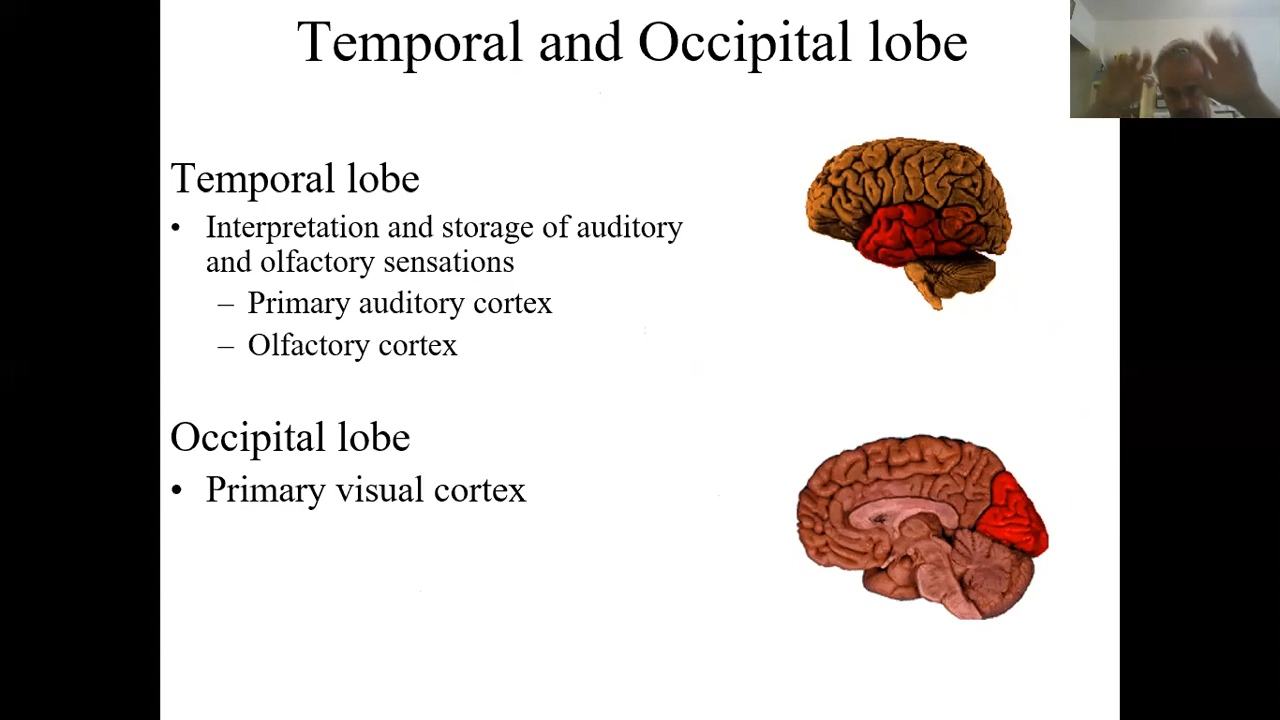 Temporal and Occipital lobe
Temporal lobe
• Interpretation and storage of auditory
and olfactory sensations
– Primary auditory cortex
– Olfactory cortex
Occipital lobe
• Primary visual cortex